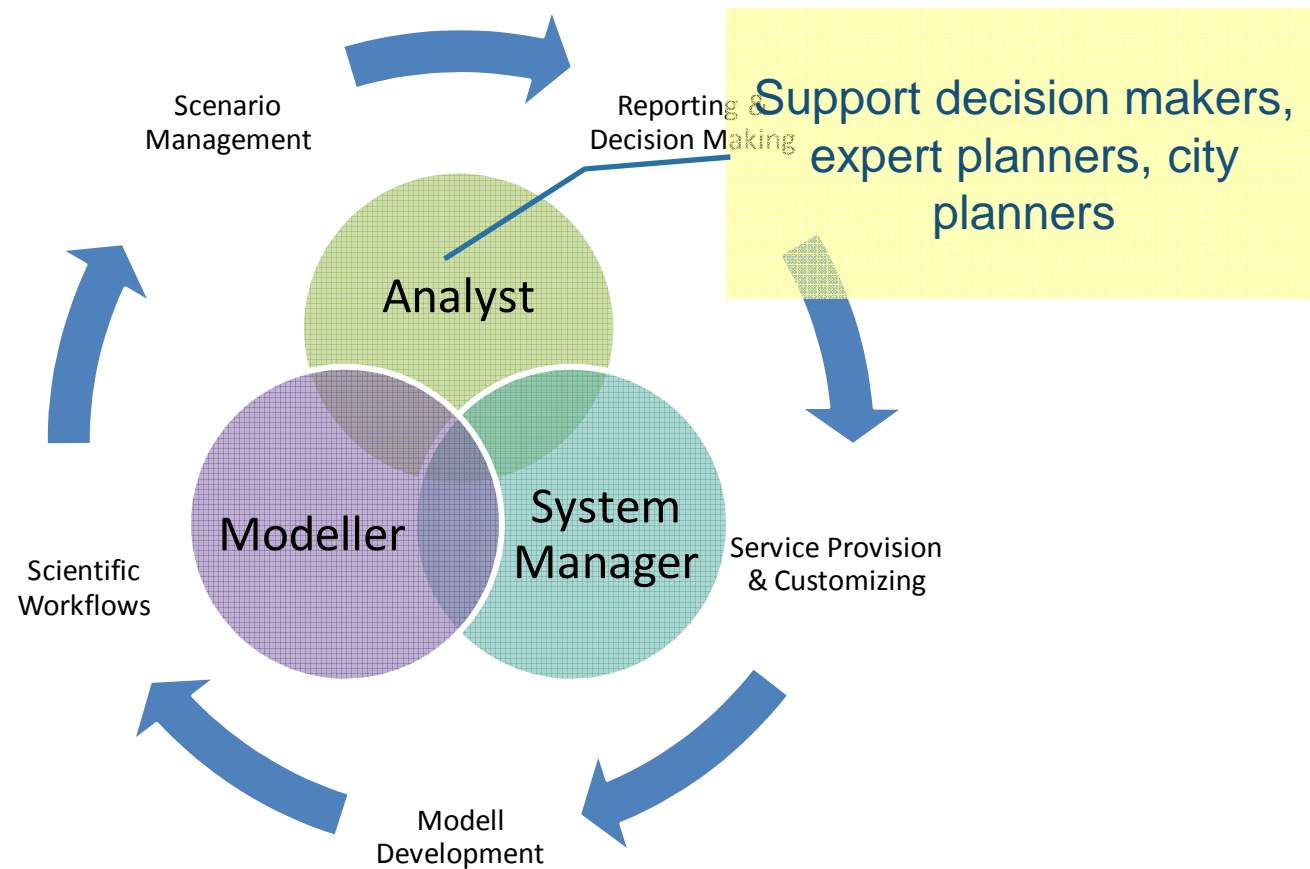 Scenario
Management
Reporting &
Decision Making
Support decision makers,
expert planners, city
planners
Analyst
Modeller
System
Manager
Service Provision
& Customizing
Scientific
Workflows
Modell
Development